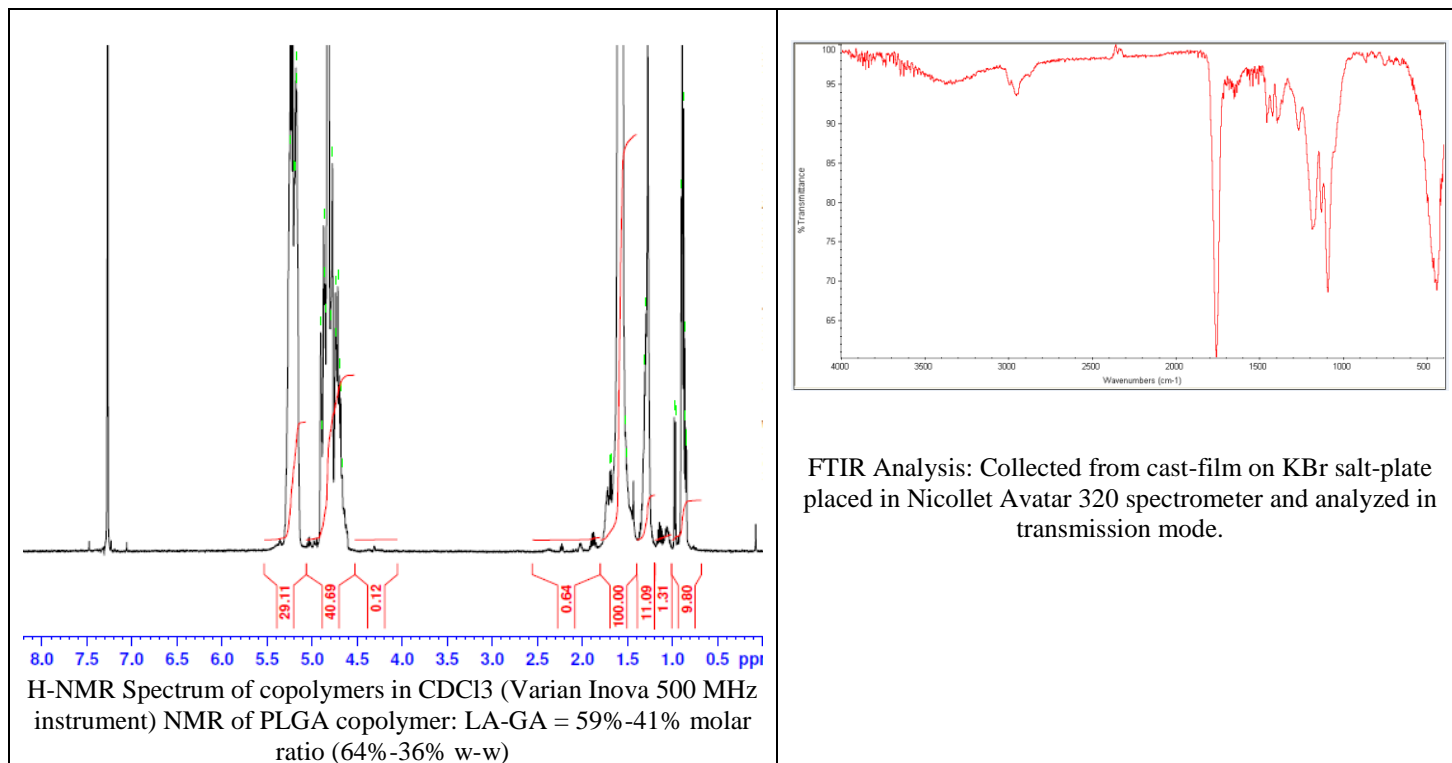 29.11
40.69
0.12
0.64
100.00
11.09
1.31
9.80
8.0 7.5 7.0 6.5 6.0 5.5 5.0 4.5 4.0 3.5 3.0 2.5 2.0 1.5 1.0 0.5
H-NMR Spectrum of copolymers in CDCl3 (Varian Inova 500 MHz
instrument) NMR of PLGA copolymer: LA-GA = 59%-41% molar
ratio (64%-36% w-w)
100
95
90
85
80
75
70
65
%Transmittance
4000 3500 3000 2500 2000 1500 1000 500
Wavenumbers (cm-1)
FTIR Analysis: Collected from cast-film on KBr salt-plate
placed in Nicollet Avatar 320 spectrometer and analyzed in
transmission mode.